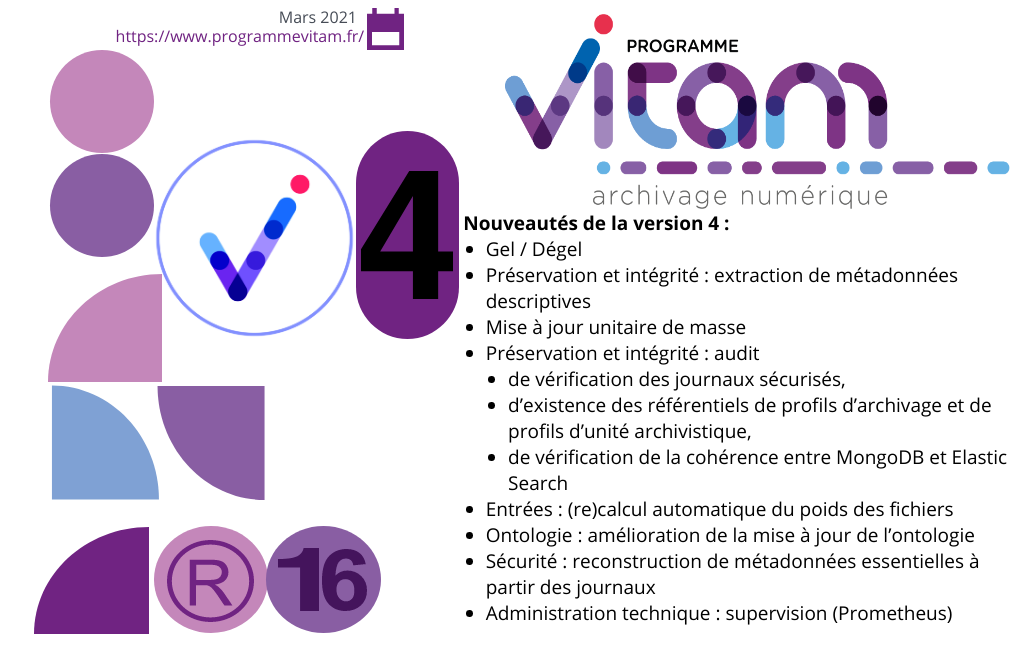 Mars 2021
https://www.programmevitam.fr/
PROGRAMME
vitam
archivage numérique
4
Nouveautés de la version 4 :
• Gel / Dégel
• Préservation et intégrité : extraction de métadonnées
descriptives
• Mise à jour unitaire de masse
• Préservation et intégrité : audit
• de vérification des journaux sécurisés,
• d’existence des référentiels de profils d’archivage et de
profils d’unité archivistique,
• de vérification de la cohérence entre MongoDB et Elastic
Search
• Entrées : (re)calcul automatique du poids des fichiers
• Ontologie : amélioration de la mise à jour de l’ontologie
• Sécurité : reconstruction de métadonnées essentielles à
partir des journaux
• Administration technique : supervision (Prometheus)
® 16